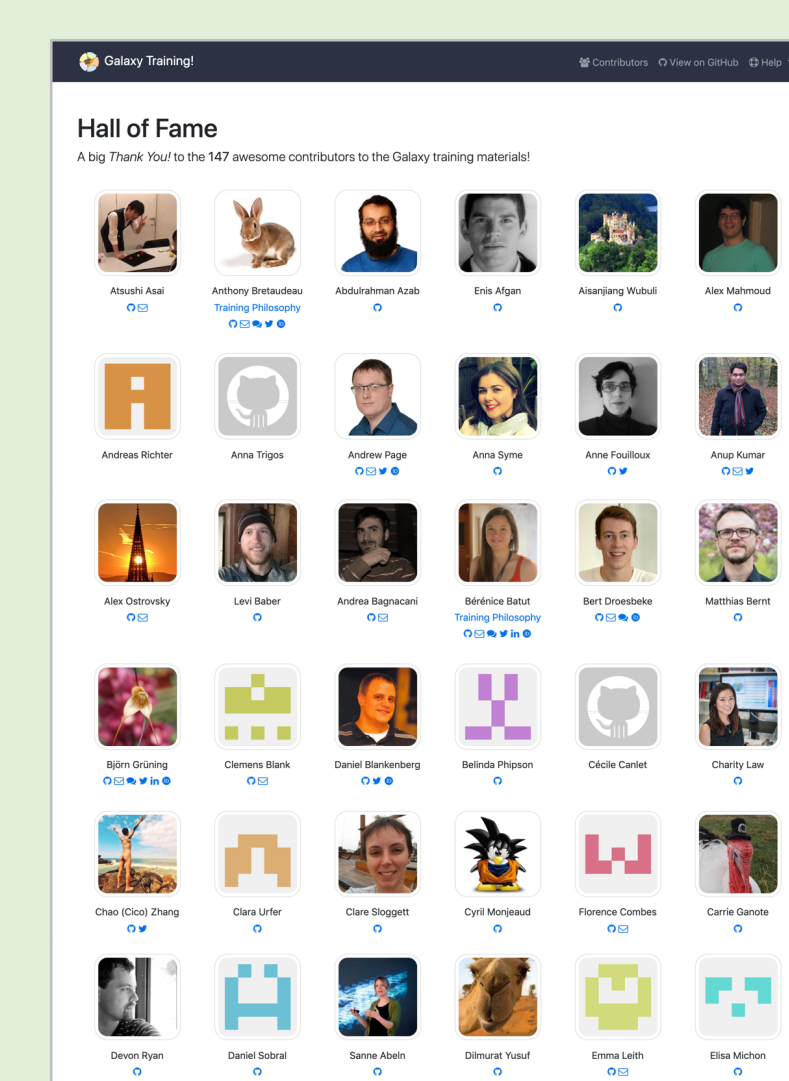 Galaxy Training!
Contributors View on GitHub Help
Hall of Fame
A big Thank You! to the 147 awesome contributors to the Galaxy training materials!
Atsushi Asai Anthony Bretaudeau Abdulrahman Azab Enis Afgan Aisanjiang Wubuli Alex Mahmoud
Training Philosophy
Andreas Richter Anna Trigos Andrew Page Anna Syme Anne Fouilloux Anup Kumar
Alex Ostrovsky Levi Baber Andrea Bagnacani Bérénice Batut Bert Droesbeke Matthias Bernt
Training Philosophy
Björn Grüning Clemens Blank Daniel Blankenberg Belinda Phipson Cécile Canlet Charity Law
Chao (Cico) Zhang Clara Urfer Clare Sloggett Cyril Monjeaud Florence Combes Carrie Ganote
Devon Ryan Daniel Sobral Sanne Abeln Dilmurat Yusuf Emma Leith Elisa Michon